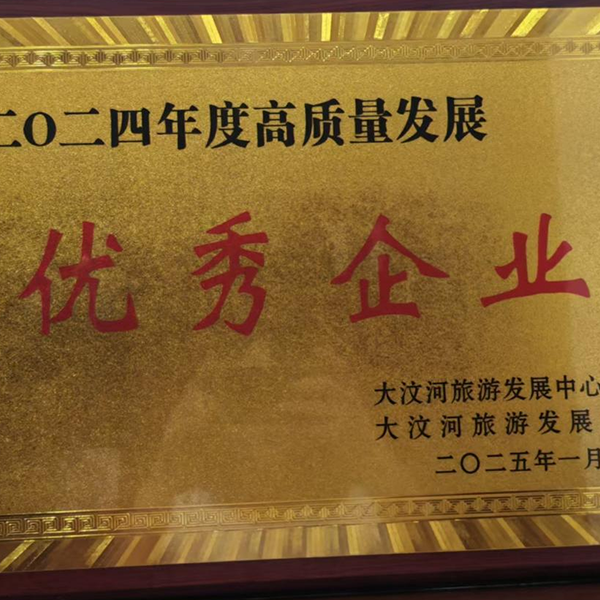 二〇二四年度高质量发展
优秀企业
大汶河旅游发展中心
大汶河旅游发展
二〇二五年一月